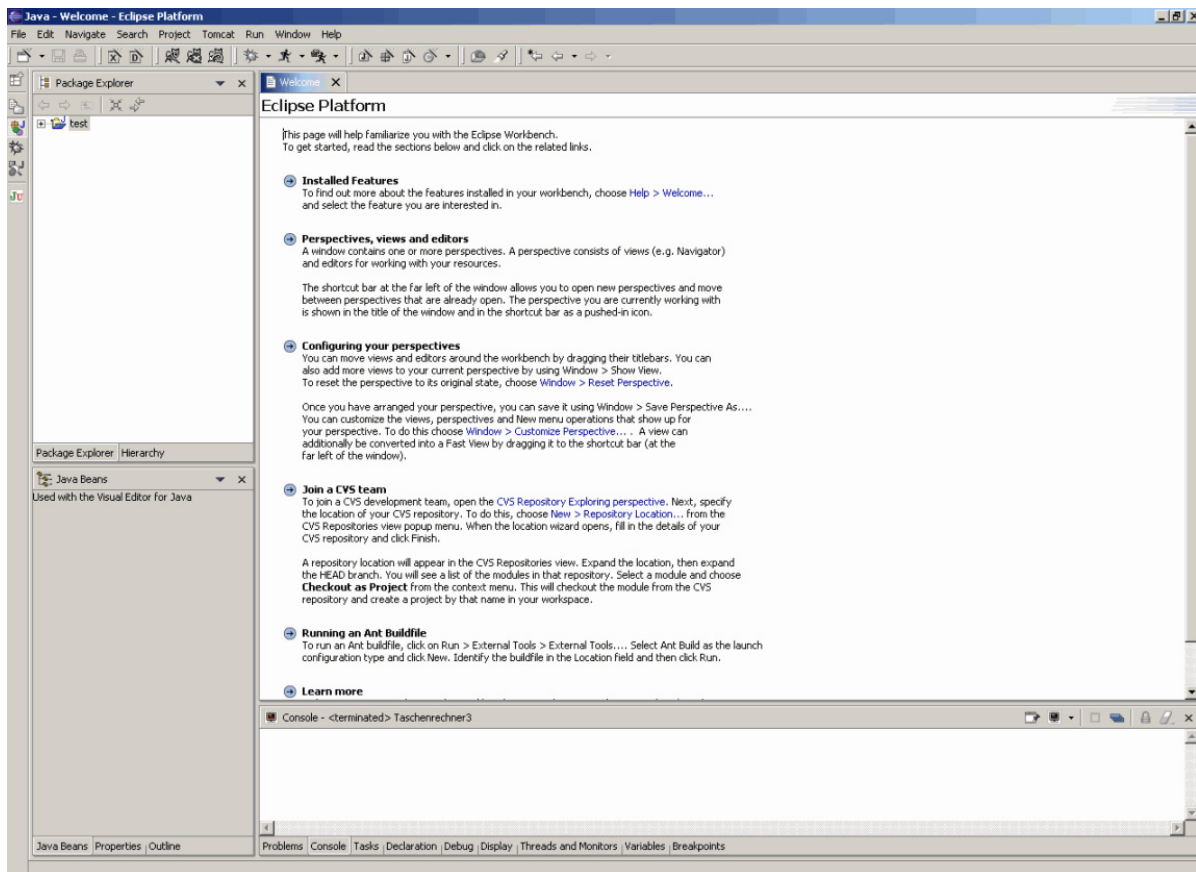 Java - Welcome - Eclipse Platform
File Edit Navigate Search Project Tomcat Run Window Help
Package Explorer
Welcome
test
Eclipse Platform
This page will help familiarize you with the Eclipse Workbench.
To get started, read the sections below and click on the related links.
Installed Features
To find out more about the features installed in your workbench, choose Help > Welcome...
and select the feature you are interested in.
Perspectives, views and editors
A window contains one or more perspectives. A perspective consists of views (e.g. Navigator)
and editors for working with your resources.
The shortcut bar at the far left of the window allows you to open new perspectives and move
between perspectives that are already open. The perspective you are currently working with
is shown in the title of the window and in the shortcut bar as a pushed-in icon.
Configuring your perspectives
You can move views and editors around the workbench by dragging their titlebars. You can
also add more views to your current perspective by using Window > Show View.
To reset the perspective to its original state, choose Window > Reset Perspective.
Once you have arranged your perspective, you can save it using Window > Save Perspective As....
You can customize the views, perspectives and New menu operations that show up for
your perspective. To do this choose Window > Customize Perspective... . A view can
additionally be converted into a Fast View by dragging it to the shortcut bar (at the
far left of the window).
Package Explorer Hierarchy
Java Beans
Used with the Visual Editor for Java
Join a CVS team
To join a CVS development team, open the CVS Repository Exploring perspective. Next, specify
the location of your CVS repository. To do this, choose New > Repository Location... from the
CVS Repositories view popup menu. When the location wizard opens, fill in the details of your
CVS repository and click Finish.
A repository location will appear in the CVS Repositories view. Expand the location, then expand
the HEAD branch. You will see a list of the modules in that repository. Select a module and choose
Checkout as Project from the context menu. This will checkout the module from the CVS
repository and create a project by that name in your workspace.
Running an Ant Buildfile
To run an Ant buildfile, click on Run > External Tools > External Tools.... Select Ant Build as the launch
configuration type and click New. Identify the buildfile in the Location field and then click Run.
Learn more
Console - <terminated> Taschenrechner3
Java Beans Properties Outline
Problems Console Tasks Declaration Debug Display Threads and Monitors Variables Breakpoints